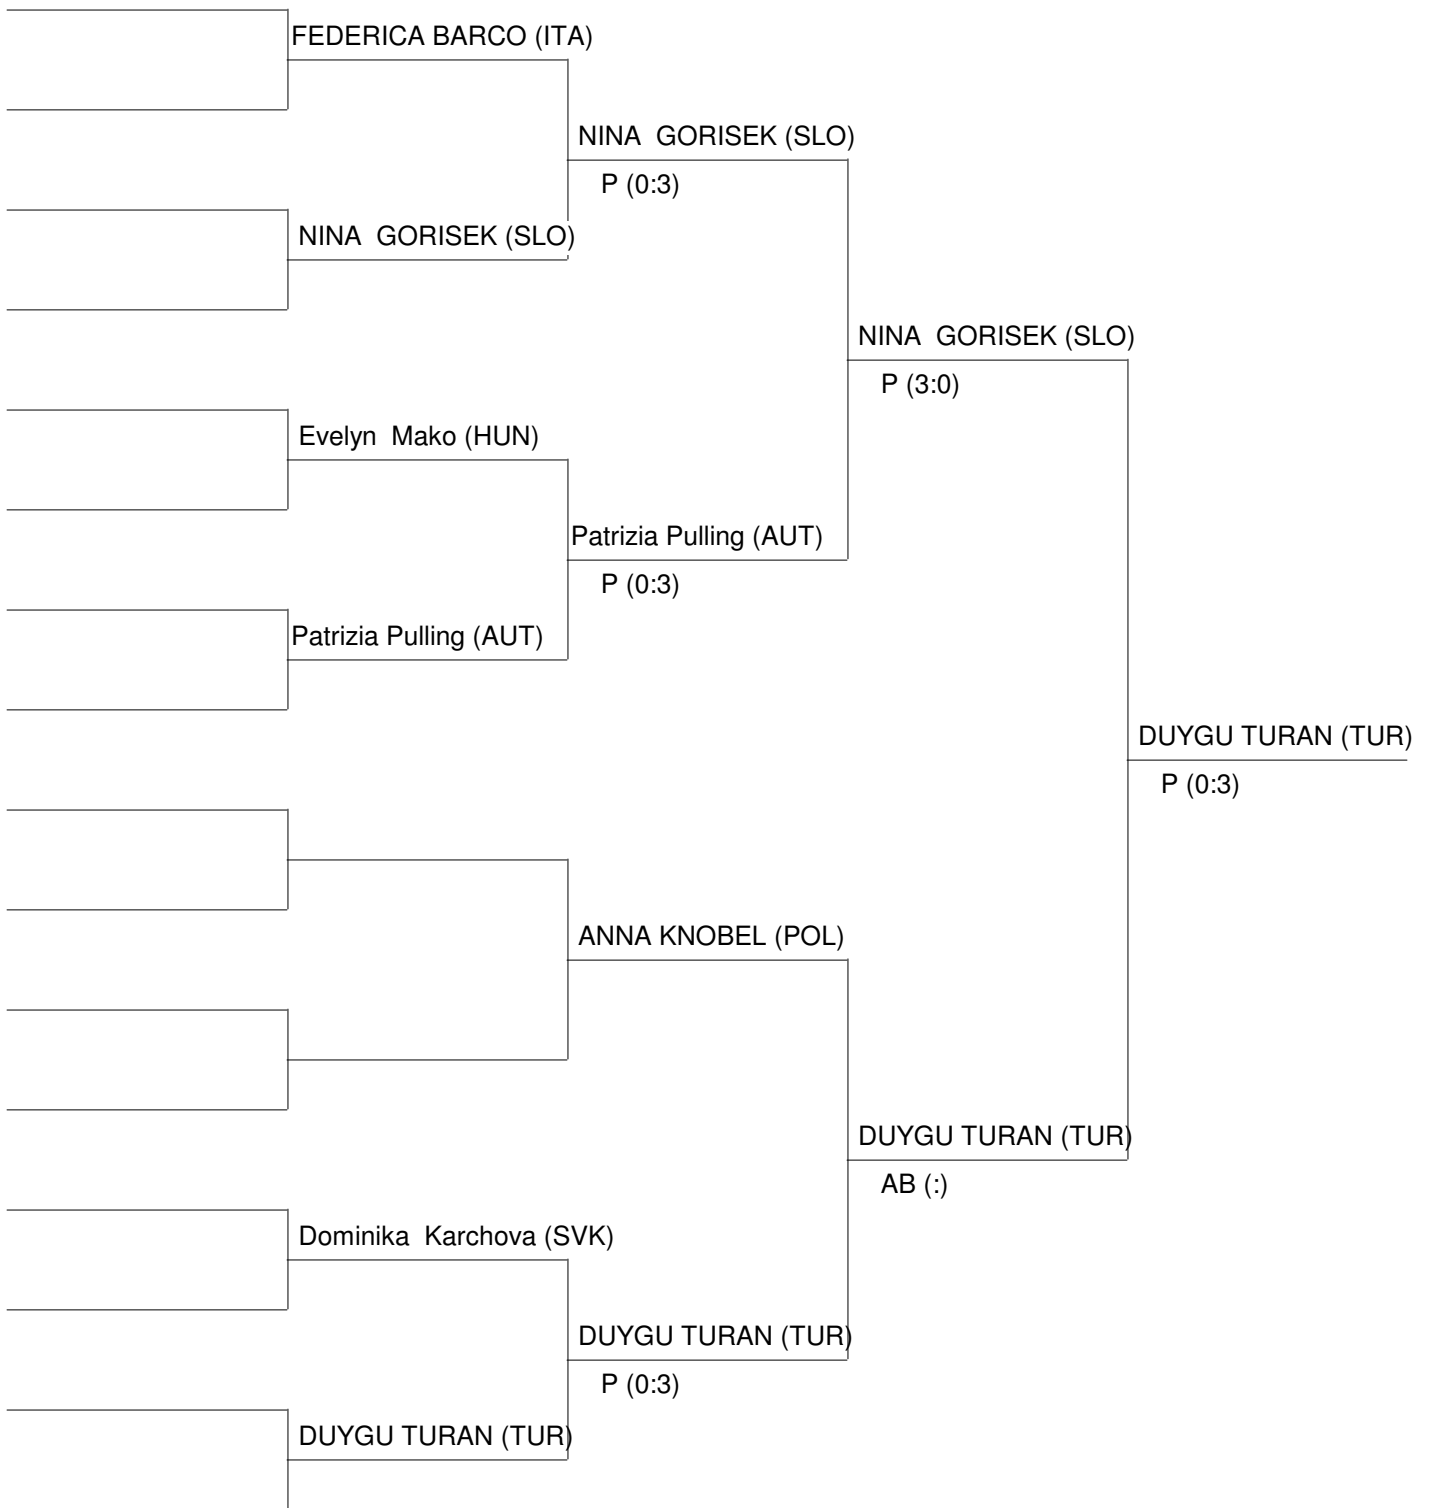 FEDERICA BARCO (ITA)
NINA  GORISEK (SLO)
P (0:3)
NINA  GORISEK (SLO)
NINA  GORISEK (SLO)
P (3:0)
Evelyn  Mako (HUN)
Patrizia Pulling (AUT)
P (0:3)
Patrizia Pulling (AUT)
DUYGU TURAN (TUR)
P (0:3)
ANNA KNOBEL (POL)
DUYGU TURAN (TUR)
AB (:)
Dominika  Karchova (SVK)
DUYGU TURAN (TUR)
P (0:3)
DUYGU TURAN (TUR)